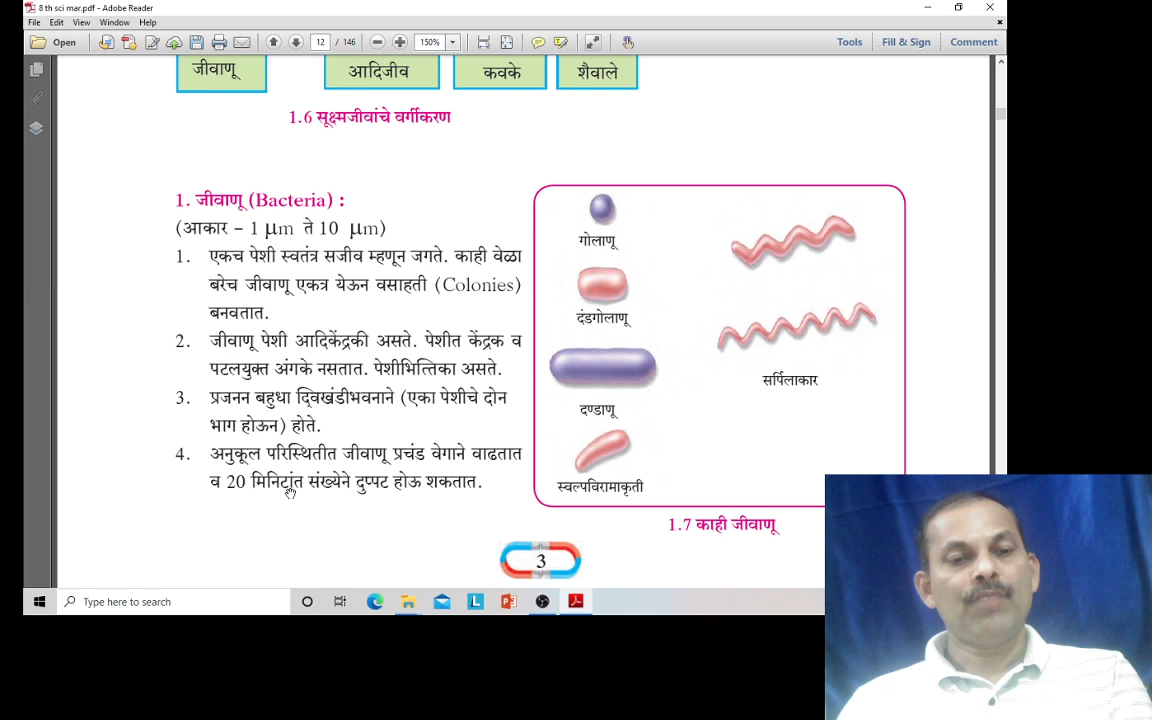 8 th sci mar.pdf - Adobe Reader
File Edit View Window Help
Open 12 / 146 150% Tools Fill & Sign Comment
जीवाणू आदिजीव कवके शैवाले
1.6 सूक्ष्मजीवांचे वर्गीकरण
1. जीवाणू (Bacteria) :
(आकार – 1 μm ते 10 μm)
1. एकच पेशी स्वतंत्र सजीव म्हणून जगते. काही वेळा
बरेच जीवाणू एकत्र येऊन वसाहती (Colonies)
बनवतात.
2. जीवाणू पेशी आदिकेंद्रकी असते. पेशीत केंद्रक व
पटलयुक्त अंगके नसतात. पेशीभित्तिका असते.
3. प्रजनन बहुधा द्विखंडीभवनाने (एका पेशीचे दोन
भाग होऊन) होते.
4. अनुकूल परिस्थितीत जीवाणू प्रचंड वेगाने वाढतात
व 20 मिनिटांत संख्येने दुप्पट होऊ शकतात.
गोलाणू
दंडगोलाणू
दण्डाणू
स्वल्पविरामाकृती
सर्पिलाकार
1.7 काही जीवाणू
3
Type here to search